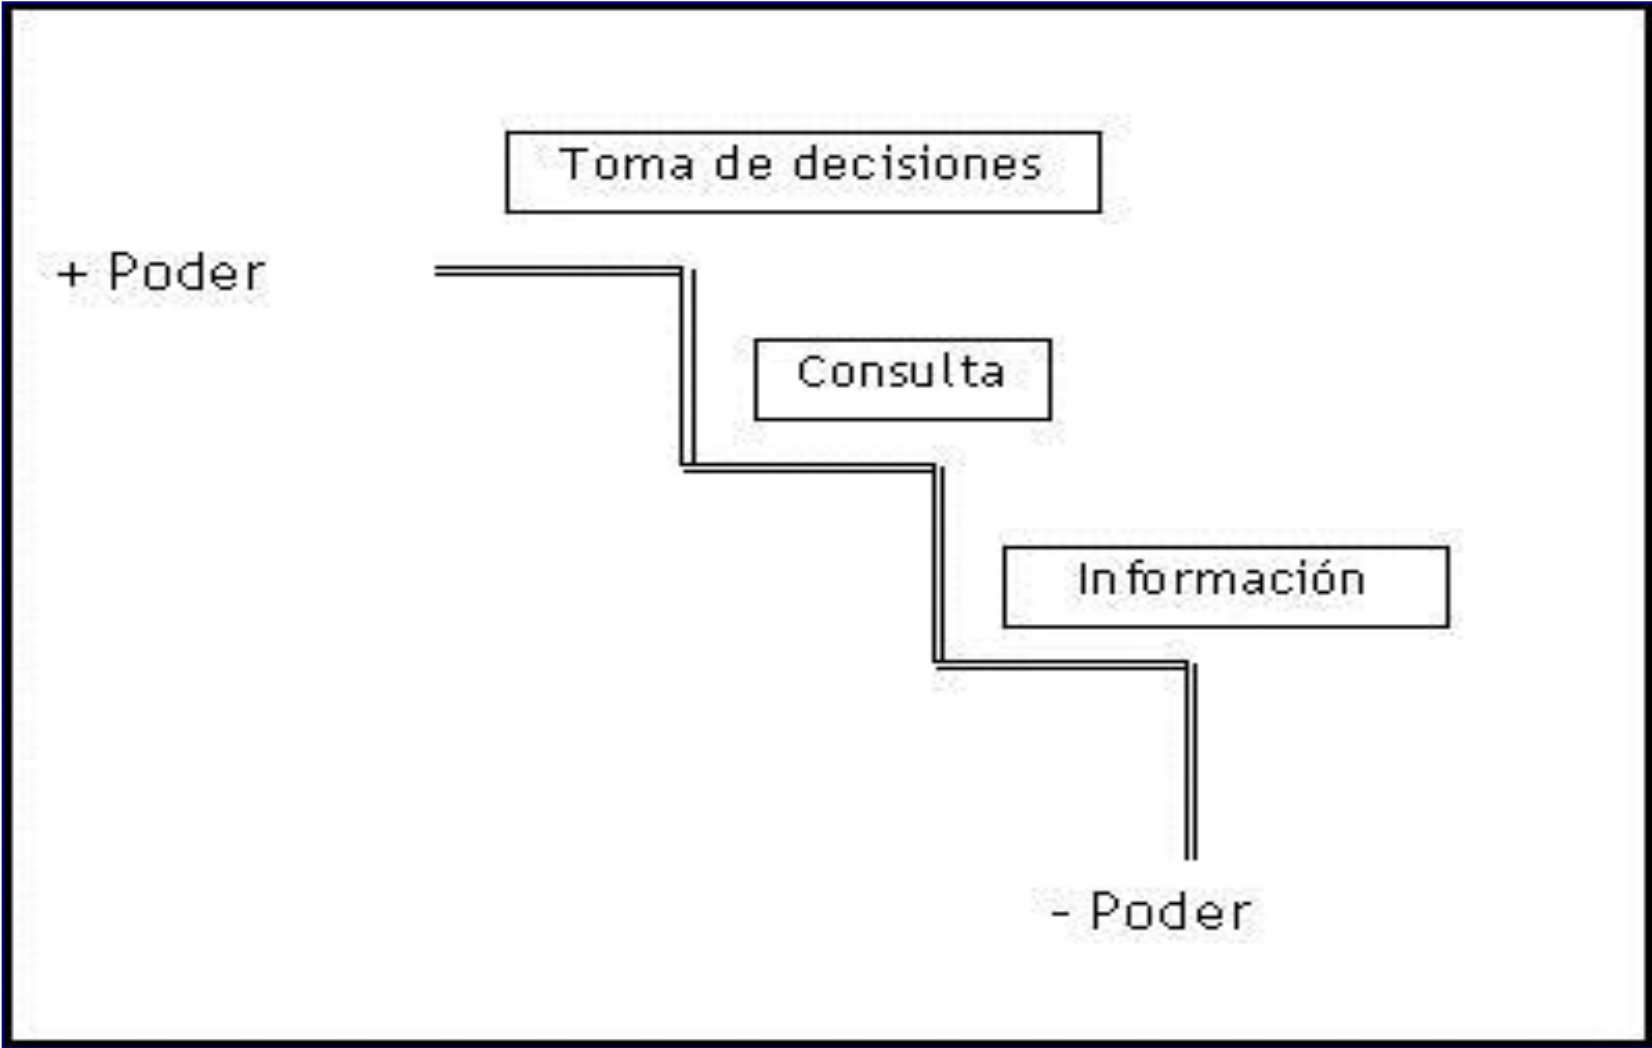 Toma de decisiones
+ Poder
Consulta
Información
- Poder